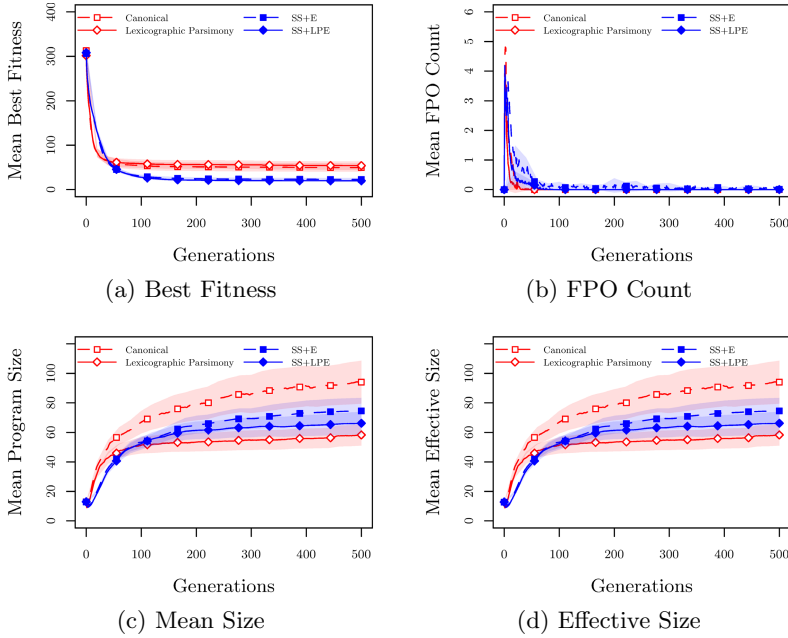 Canonical
Lexicographic Parsimony
SS+E
SS+LPE
Mean Best Fitness
400
300
200
100
0
0 100 200 300 400 500
Generations
(a) Best Fitness
Canonical
Lexicographic Parsimony
SS+E
SS+LPE
Mean FPO Count
6
5
4
3
2
1
0
0 100 200 300 400 500
Generations
(b) FPO Count
Canonical
Lexicographic Parsimony
SS+E
SS+LPE
Mean Program Size
100
80
60
40
20
0
0 100 200 300 400 500
Generations
(c) Mean Size
Canonical
Lexicographic Parsimony
SS+E
SS+LPE
Mean Effective Size
100
80
60
40
20
0
0 100 200 300 400 500
Generations
(d) Effective Size